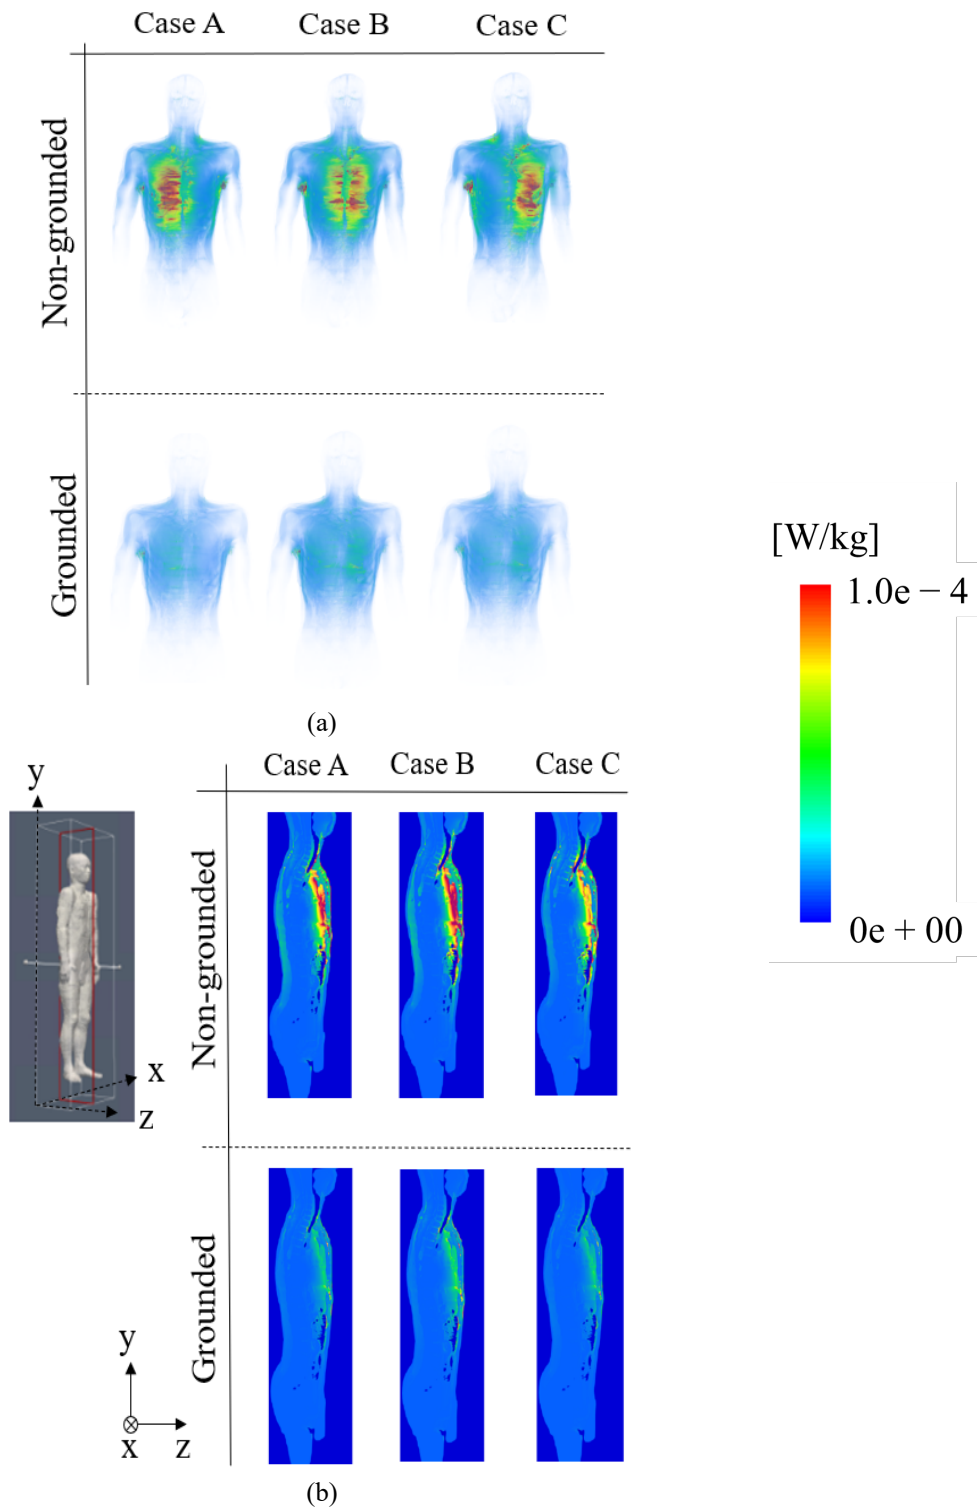 Case A Case B Case C
Non-grounded
Grounded
(a)
[W/kg]
1.0e − 4
0e + 00
Case A Case B Case C
y
x
z
Non-grounded
Grounded
y
x z
(b)